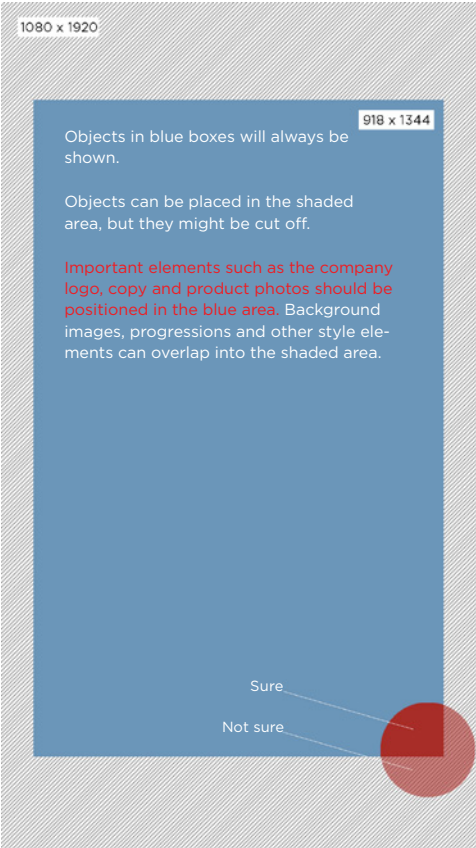 1080 x 1920
918 x 1344
Objects in blue boxes will always be
shown.
Objects can be placed in the shaded
area, but they might be cut off.
Important elements such as the company
logo, copy and product photos should be
positioned in the blue area. Background
images, progressions and other style ele-
ments can overlap into the shaded area.
Sure
Not sure